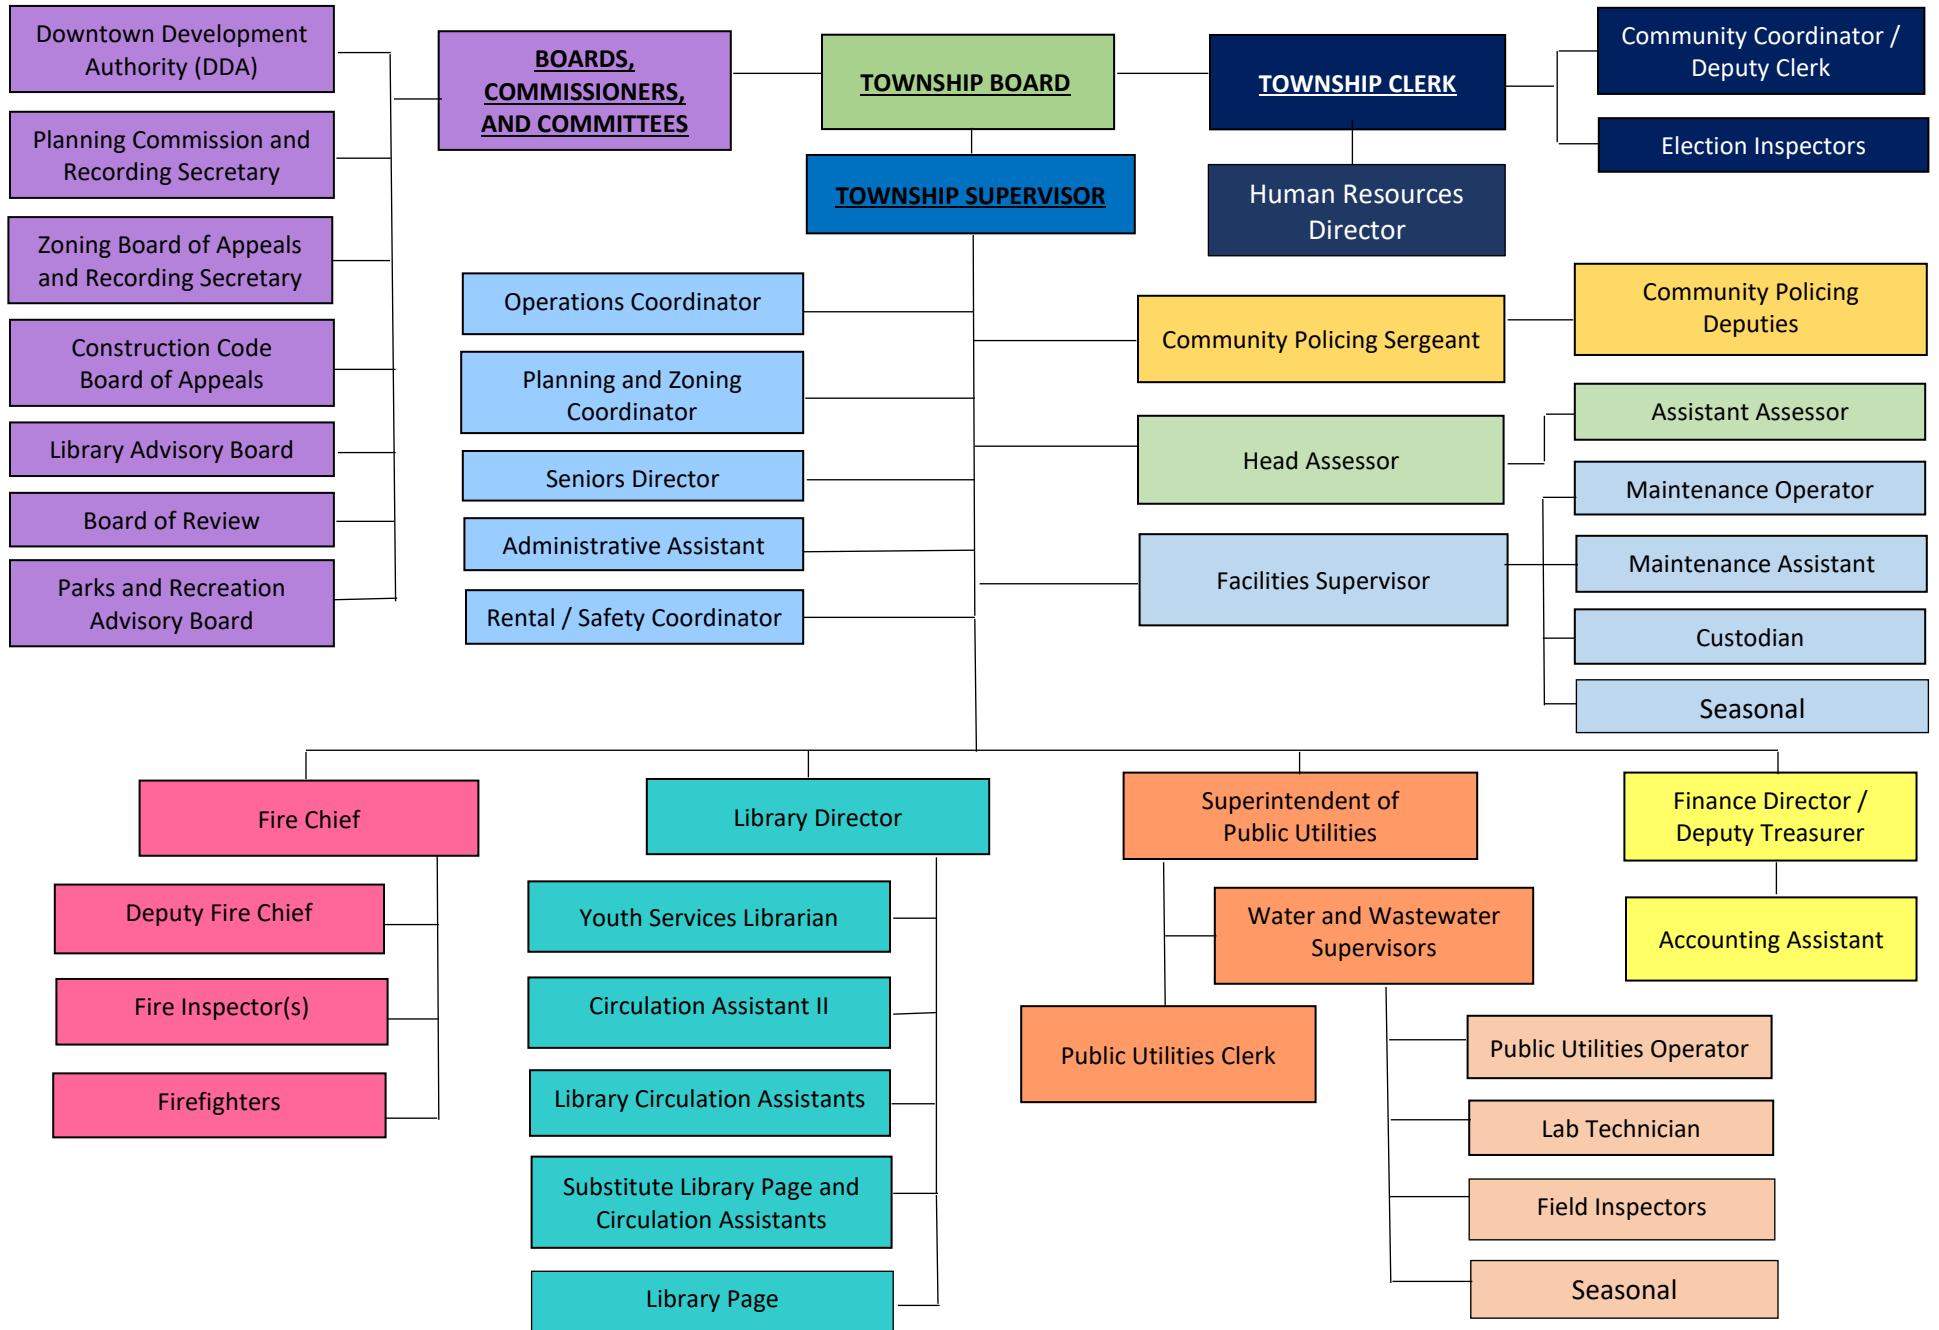 Downtown Development
Authority (DDA)
Planning Commission and
Recording Secretary
Zoning Board of Appeals
and Recording Secretary
Construction Code
Board of Appeals
Library Advisory Board
Board of Review
Parks and Recreation
Advisory Board
BOARDS,
COMMISSIONERS,
AND COMMITTEES
TOWNSHIP BOARD
TOWNSHIP CLERK
Community Coordinator /
Deputy Clerk
Election Inspectors
Human Resources
Director
TOWNSHIP SUPERVISOR
Operations Coordinator
Planning and Zoning
Coordinator
Seniors Director
Administrative Assistant
Rental / Safety Coordinator
Community Policing Sergeant
Community Policing
Deputies
Head Assessor
Assistant Assessor
Facilities Supervisor
Maintenance Operator
Maintenance Assistant
Custodian
Seasonal
Fire Chief
Deputy Fire Chief
Fire Inspector(s)
Firefighters
Library Director
Youth Services Librarian
Circulation Assistant II
Library Circulation Assistants
Substitute Library Page and
Circulation Assistants
Library Page
Superintendent of
Public Utilities
Water and Wastewater
Supervisors
Public Utilities Clerk
Public Utilities Operator
Lab Technician
Field Inspectors
Seasonal
Finance Director /
Deputy Treasurer
Accounting Assistant